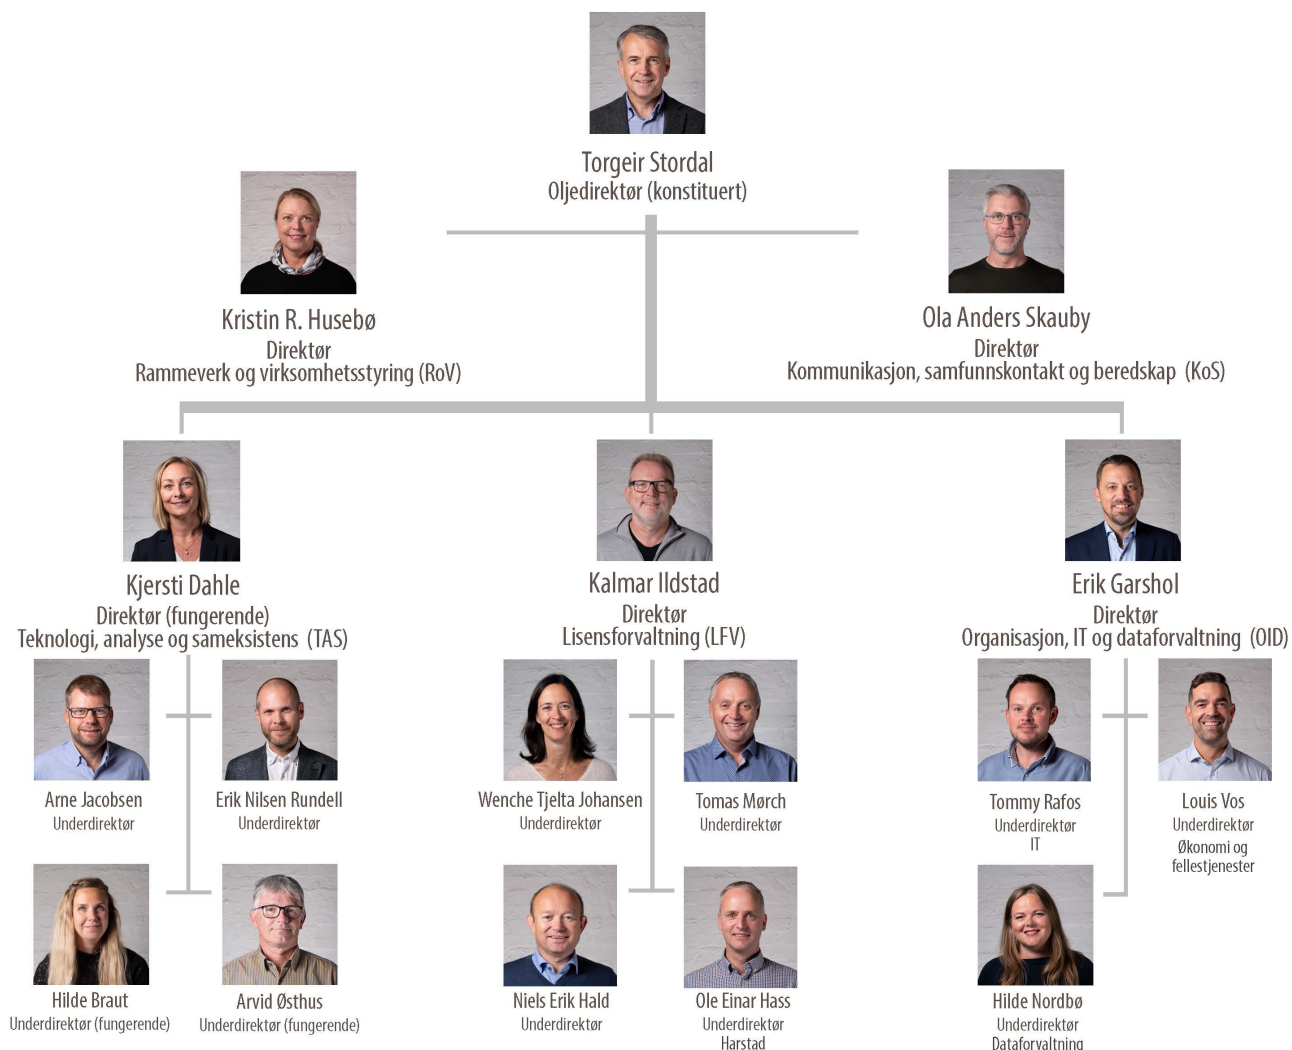 Torgeir Stordal
Oljedirektør (konstituert)
Kristin R. Husebø
Direktør
Rammeverk og virksomhetsstyring (RoV)
Ola Anders Skauby
Direktør
Kommunikasjon, samfunnskontakt og beredskap (KoS)
Kjersti Dahle
Direktør (fungerende)
Teknologi, analyse og sameksistens (TAS)
Kalmar Ildstad
Direktør
Lisensforvaltning (LFV)
Erik Garshol
Direktør
Organisasjon, IT og dataforvaltning (OID)
Arne Jacobsen
Underdirektør
Erik Nilsen Rundell
Underdirektør
Wenche Tjelta Johansen
Underdirektør
Tomas Mørch
Underdirektør
Tommy Rafos
Underdirektør
IT
Louis Vos
Underdirektør
Økonomi og
fellestjenester
Hilde Braut
Underdirektør (fungerende)
Arvid Østhus
Underdirektør (fungerende)
Niels Erik Hald
Underdirektør
Ole Einar Hass
Underdirektør
Harstad
Hilde Nordbø
Underdirektør
Dataforvaltning